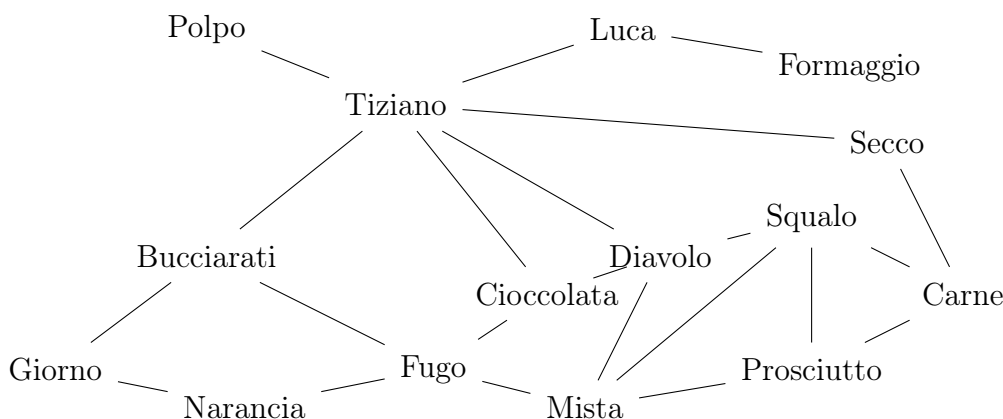 Polpo
Luca
Formaggio
Tiziano
Secco
Squalo
Bucciarati
Diavolo
Cioccolata
Carne
Giorno
Fugo
Prosciutto
Narancia
Mista